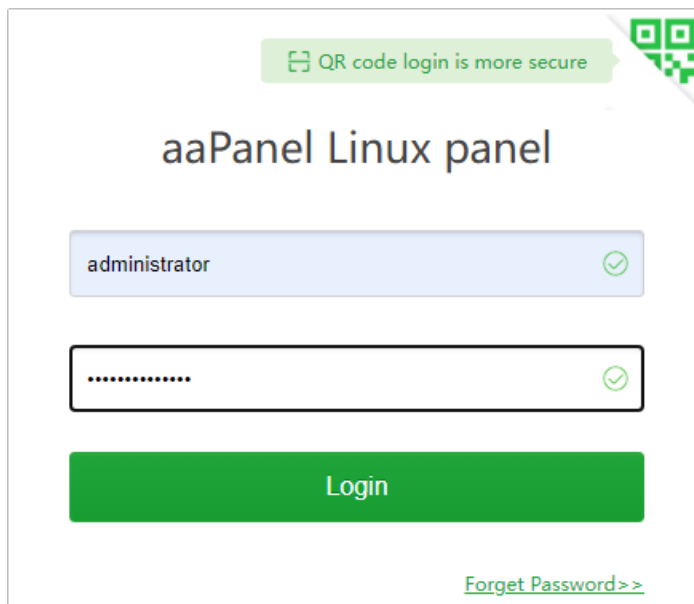 QR code login is more secure
aaPanel Linux panel
administrator
••••••••••••••
Login
Forget Password>>